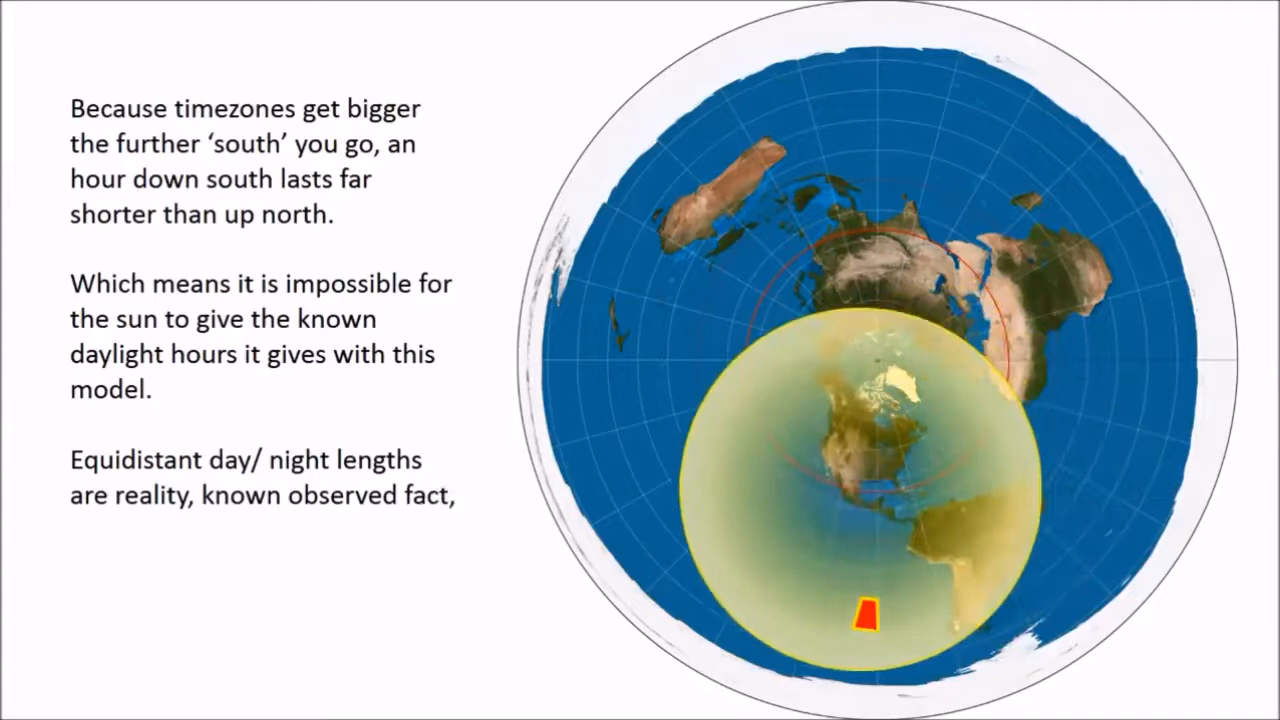 Because timezones get bigger
the further ‘south’ you go, an
hour down south lasts far
shorter than up north.
Which means it is impossible for
the sun to give the known
daylight hours it gives with this
model.
Equidistant day/ night lengths
are reality, known observed fact,